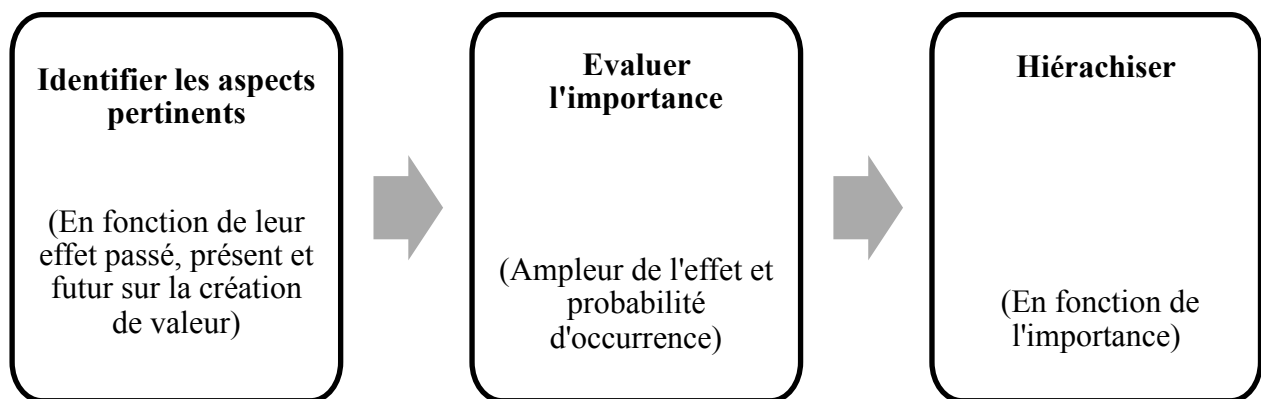 Identifier les aspects
pertinents
(En fonction de leur
effet passé, présent et
futur sur la création
de valeur)
Evaluer
l'importance
(Ampleur de l'effet et
probabilité
d'occurrence)
Hiérachiser
(En fonction de
l'importance)